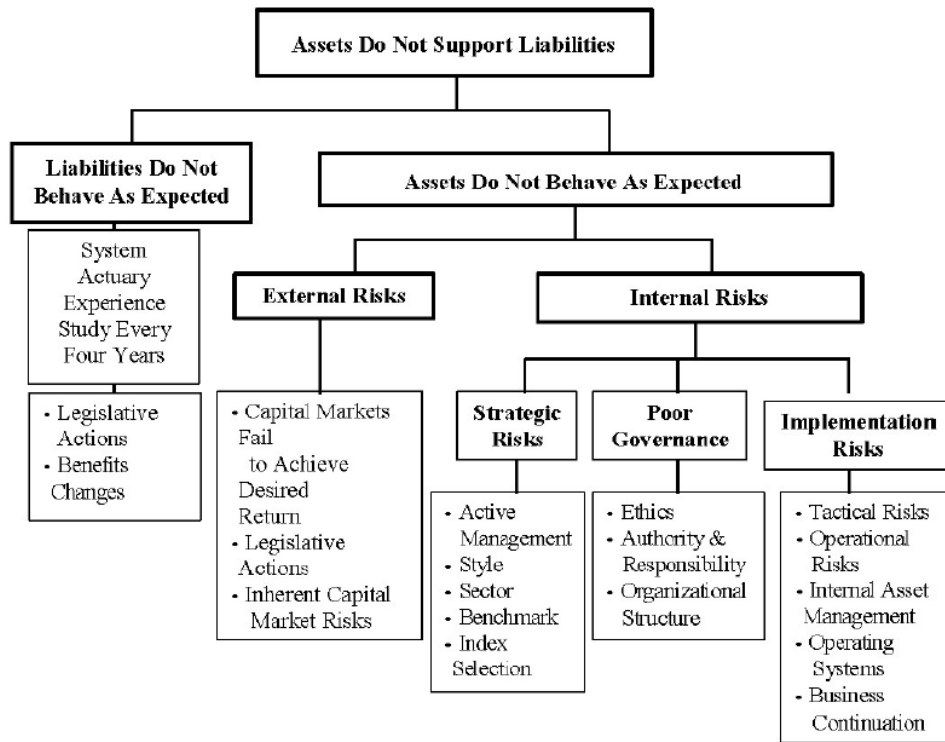 Assets Do Not Support Liabilities
Liabilities Do Not
Behave As Expected
Assets Do Not Behave As Expected
System
Actuary
Experience
Study Every
Four Years
- Legislative
Actions
- Benefits
Changes
External Risks
Internal Risks
- Capital Markets
Fail
to Achieve
Desired
Return
- Legislative
Actions
- Inherent Capital
Market Risks
Strategic
Risks
- Active
Management
- Style
- Sector
- Benchmark
- Index
Selection
Poor
Governance
- Ethics
- Authority &
Responsibility
- Organizational
Structure
Implementation
Risks
- Tactical Risks
- Operational
Risks
- Internal Asset
Management
- Operating
Systems
- Business
Continuation